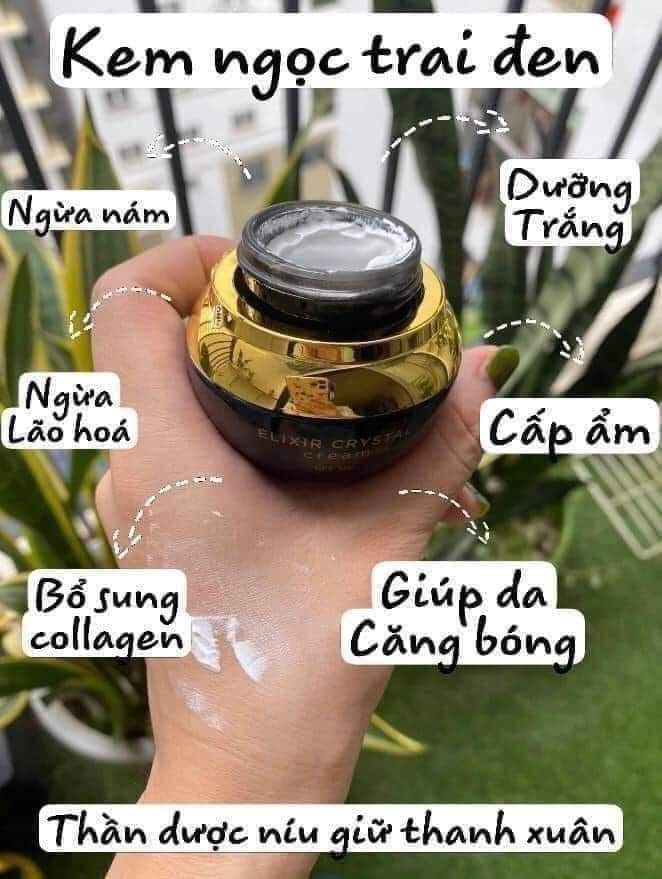 Kem ngọc trai đen
Ngừa nám
Dưỡng
Trắng
Ngừa
Lão hoá
Cấp ẩm
ELIXIR CRYSTAL
cream
Bổ sung
collagen
Giúp da
Căng bóng
Thần dược níu giữ thanh xuân